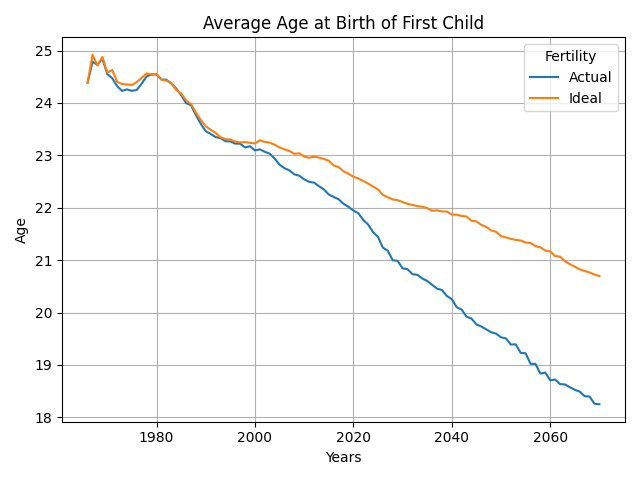 Average Age at Birth of First Child
Fertility
Actual
Ideal
Age
25
24
23
22
21
20
19
18
1980
2000
2020
2040
2060
Years